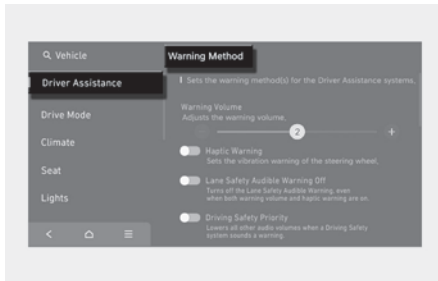 Vehicle
Driver Assistance
Drive Mode
Climate
Seat
Lights
Warning Method
Sets the warning method(s) for the Driver Assistance systems.
Warning Volume
Adjusts the warning volume.
2
Haptic Warning
Sets the vibration warning of the steering wheel.
Lane Safety Audible Warning Off
Turns off the Lane Safety Audible Warning, even
when both warning volume and haptic warning are on.
Driving Safety Priority
Lowers all other audio volumes when a Driving Safety
system sounds a warning.